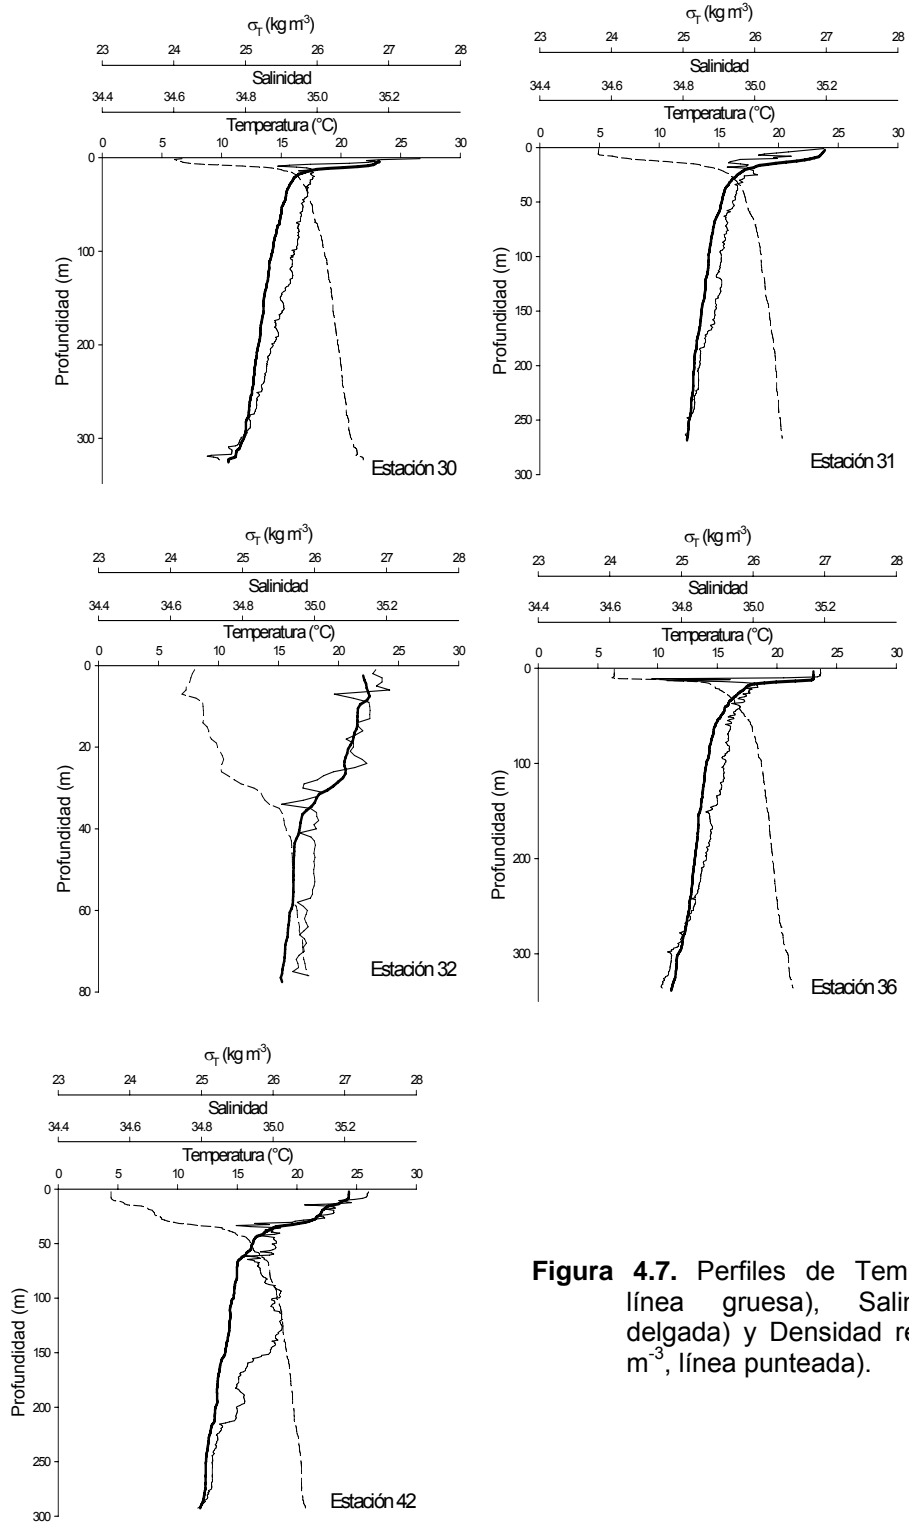 σT (kg m-3)
23 24 25 26 27 28
Salinidad
34.4 34.6 34.8 35.0 35.2
Temperatura (°C)
0 5 10 15 20 25 30
0
100
200
300
Profundidad (m)
Estación 30
σT (kg m-3)
23 24 25 26 27 28
Salinidad
34.4 34.6 34.8 35.0 35.2
Temperatura (°C)
0 5 10 15 20 25 30
0
50
100
150
200
250
300
Profundidad (m)
Estación 31
σT (kg m-3)
23 24 25 26 27 28
Salinidad
34.4 34.6 34.8 35.0 35.2
Temperatura (°C)
0 5 10 15 20 25 30
0
20
40
60
80
Profundidad (m)
Estación 32
σT (kg m-3)
23 24 25 26 27 28
Salinidad
34.4 34.6 34.8 35.0 35.2
Temperatura (°C)
0 5 10 15 20 25 30
0
100
200
300
Profundidad (m)
Estación 36
σT (kg m-3)
23 24 25 26 27 28
Salinidad
34.4 34.6 34.8 35.0 35.2
Temperatura (°C)
0 5 10 15 20 25 30
0
50
100
150
200
250
300
Profundidad (m)
Estación 42
Figura 4.7. Perfiles de Tem
línea gruesa), Salin
delgada) y Densidad re
m-3, línea punteada).